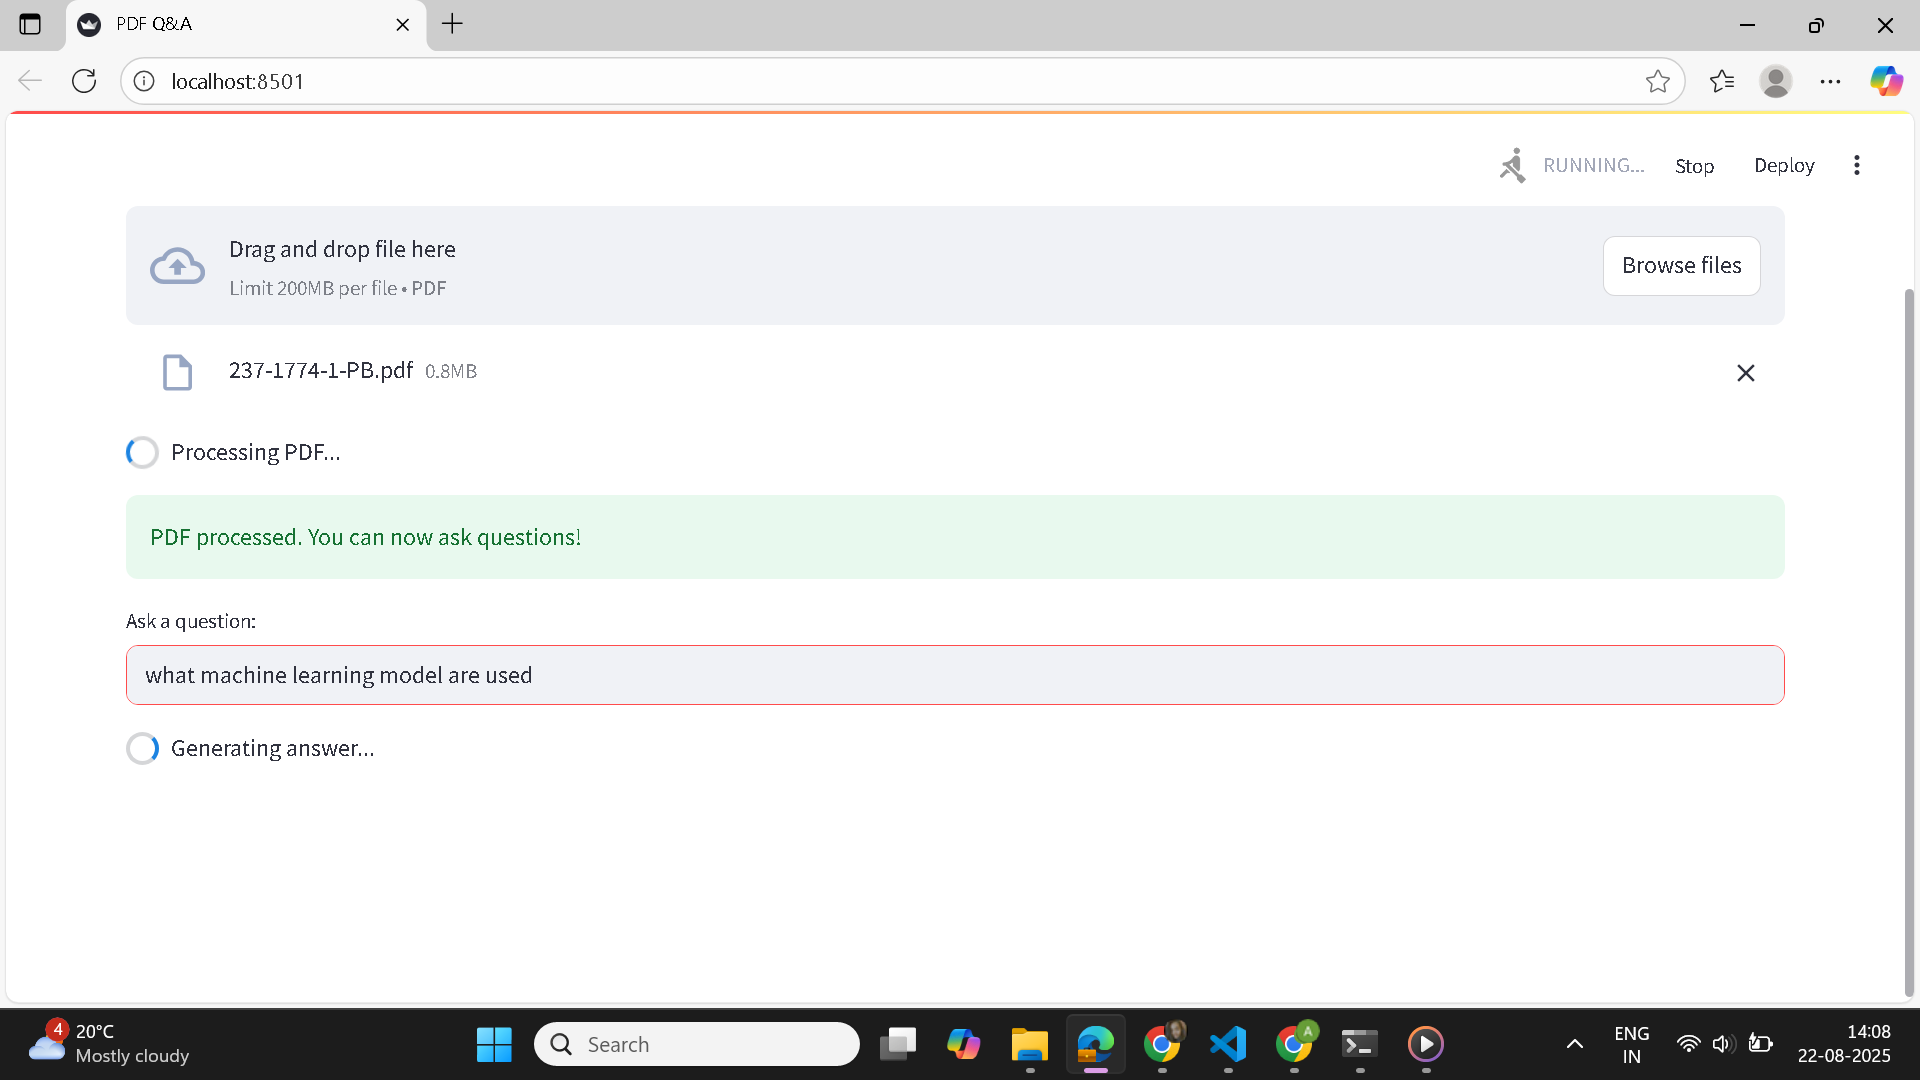 PDF Q&A
localhost:8501
RUNNING...
Stop
Deploy
Drag and drop file here
Limit 200MB per file • PDF
Browse files
237-1774-1-PB.pdf 0.8MB
Processing PDF...
PDF processed. You can now ask questions!
Ask a question:
what machine learning model are used
Generating answer...
4
20°C
Mostly cloudy
Search
A
ENG
IN
14:08
22-08-2025